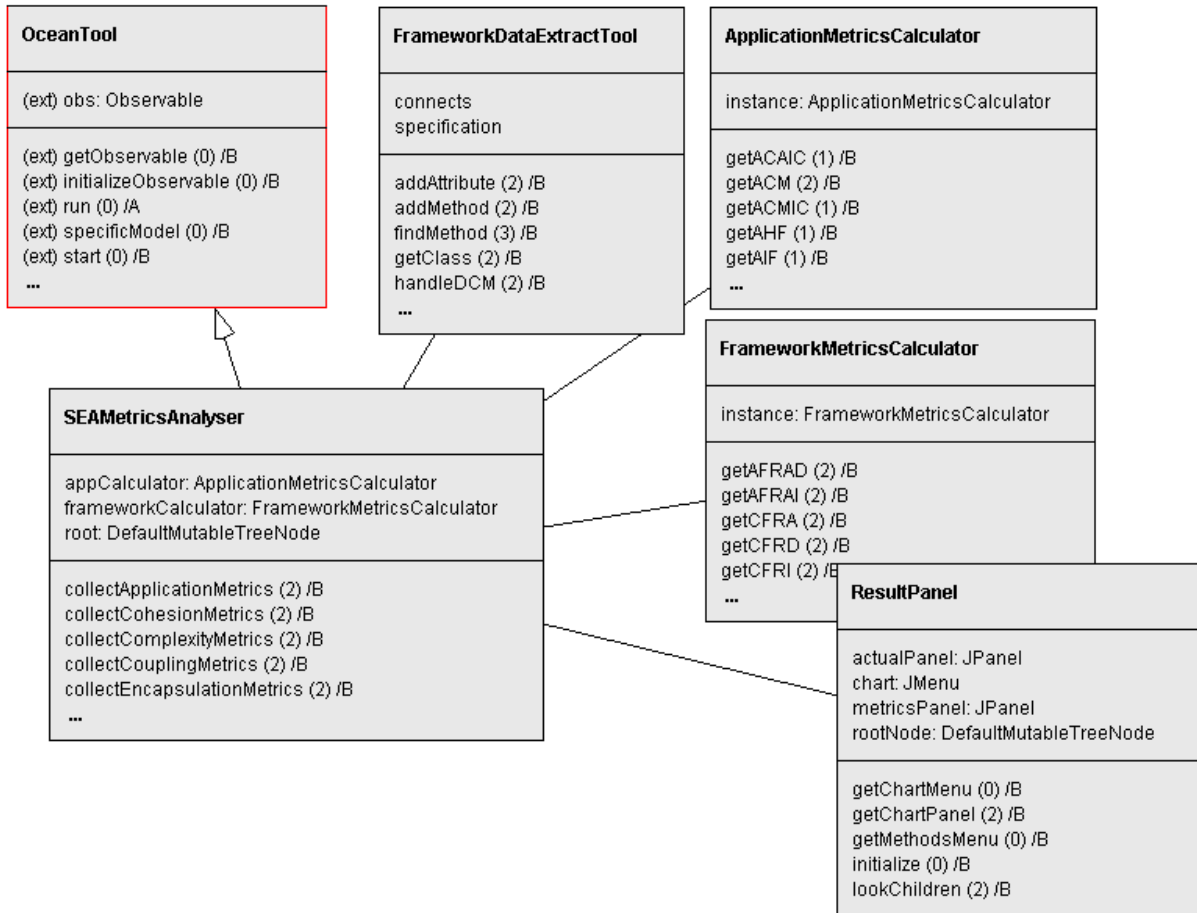 OceanTool
(ext) obs: Observable
(ext) getObservable (0) /B
(ext) initializeObservable (0) /B
(ext) run (0) /A
(ext) specificModel (0) /B
(ext) start (0) /B
...
FrameworkDataExtractTool
connects
specification
addAttribute (2) /B
addMethod (2) /B
findMethod (3) /B
getClass (2) /B
handleDCM (2) /B
...
ApplicationMetricsCalculator
instance: ApplicationMetricsCalculator
getACAIC (1) /B
getACM (2) /B
getACMIC (1) /B
getAHF (1) /B
getAIF (1) /B
...
FrameworkMetricsCalculator
instance: FrameworkMetricsCalculator
getAFRAD (2) /B
getAFRAI (2) /B
getCFRA (2) /B
getCFRD (2) /B
getCFRI (2) /B
...
SEAMetricsAnalyser
appCalculator: ApplicationMetricsCalculator
frameworkCalculator: FrameworkMetricsCalculator
root: DefaultMutableTreeNode
collectApplicationMetrics (2) /B
collectCohesionMetrics (2) /B
collectComplexityMetrics (2) /B
collectCouplingMetrics (2) /B
collectEncapsulationMetrics (2) /B
...
ResultPanel
actualPanel: JPanel
chart: JMenu
metricsPanel: JPanel
rootNode: DefaultMutableTreeNode
getChartMenu (0) /B
getChartPanel (2) /B
getMethodsMenu (0) /B
initialize (0) /B
lookChildren (2) /B